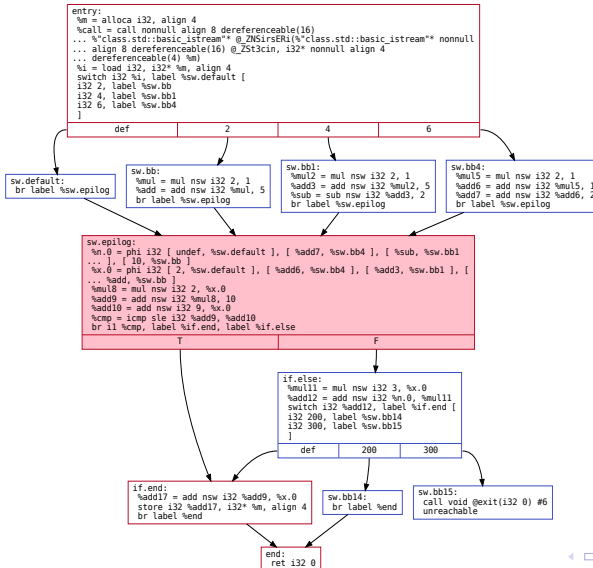 entry:
%m = alloca i32, align 4
%call = call nonnull align 8 dereferenceable(16)
... %"class.std::basic_istream"* @_ZNSirsERi(%"class.std::basic_istream"* nonnull
... align 8 dereferenceable(16) @_ZSt3cin, i32* nonnull align 4
... dereferenceable(4) %m)
%i = load i32, i32* %m, align 4
switch i32 %i, label %sw.default [
i32 2, label %sw.bb
i32 4, label %sw.bb1
i32 6, label %sw.bb4
]
def 2 4 6
sw.default:
br label %sw.epilog
sw.bb:
%mul = mul nsw i32 2, 1
%add = add nsw i32 %mul, 5
br label %sw.epilog
sw.bb1:
%mul2 = mul nsw i32 2, 1
%add3 = add nsw i32 %mul2, 5
%sub = sub nsw i32 %add3, 2
br label %sw.epilog
sw.bb4:
%mul5 = mul nsw i32 2, 1
%add6 = add nsw i32 %mul5, 1
%add7 = add nsw i32 %add6, 2
br label %sw.epilog
sw.epilog:
%n.0 = phi i32 [ undef, %sw.default ], [ %add7, %sw.bb4 ], [ %sub, %sw.bb1
... ], [ 10, %sw.bb ]
%x.0 = phi i32 [ 2, %sw.default ], [ %add6, %sw.bb4 ], [ %add3, %sw.bb1 ], [
... %add, %sw.bb ]
%mul8 = mul nsw i32 2, %x.0
%add9 = add nsw i32 %mul8, 10
%add10 = add nsw i32 9, %x.0
%cmp = icmp sle i32 %add9, %add10
br i1 %cmp, label %if.end, label %if.else
T F
if.else:
%mul11 = mul nsw i32 3, %x.0
%add12 = add nsw i32 %n.0, %mul11
switch i32 %add12, label %if.end [
i32 200, label %sw.bb14
i32 300, label %sw.bb15
]
def 200 300
if.end:
%add17 = add nsw i32 %add9, %x.0
store i32 %add17, i32* %m, align 4
br label %end
sw.bb14:
br label %end
sw.bb15:
call void @exit(i32 0) #6
unreachable
end:
ret i32 0